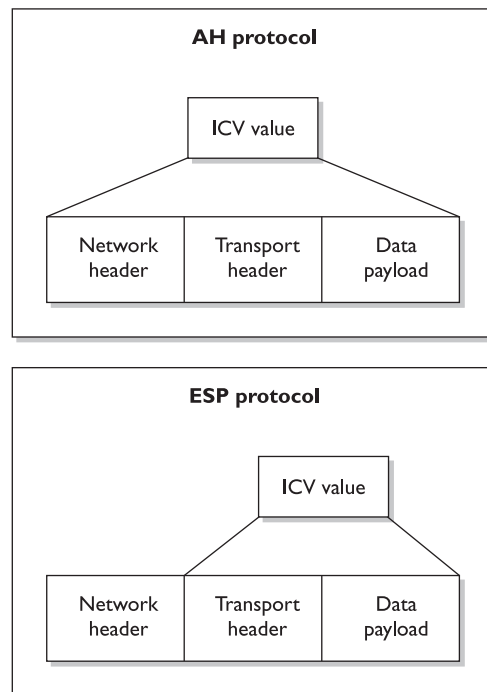 AH protocol
ICV value
Network header
Transport header
Data payload
ESP protocol
ICV value
Network header
Transport header
Data payload